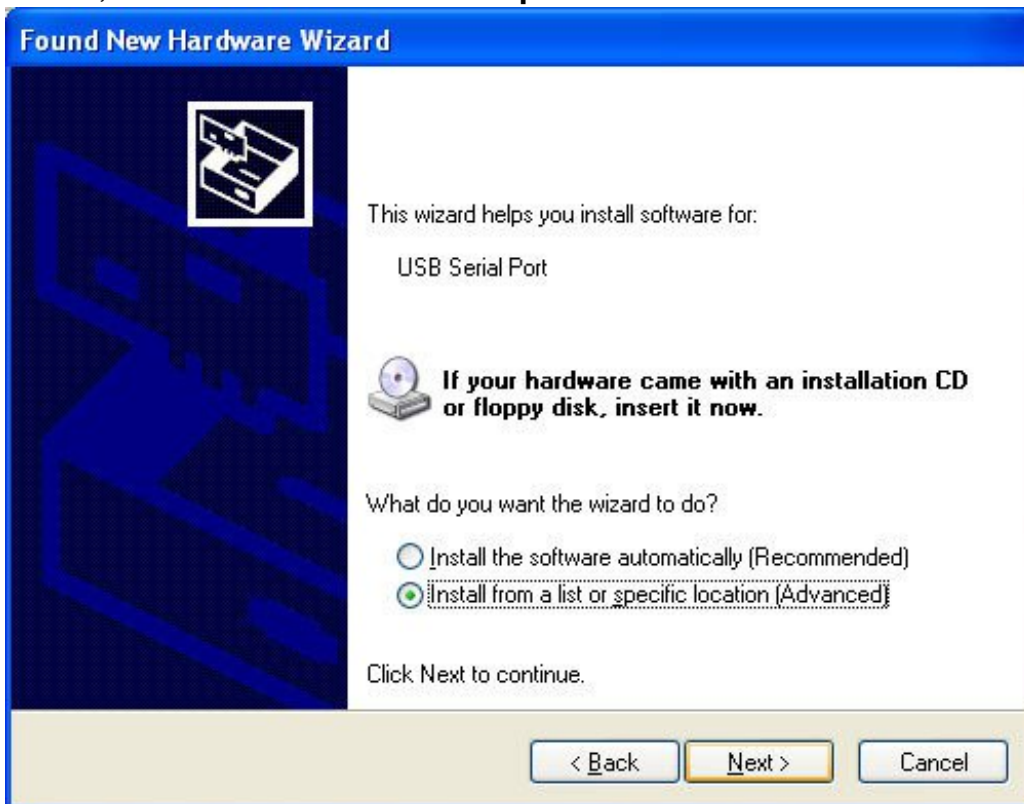 Found New Hardware Wizard
This wizard helps you install software for:
USB Serial Port
If your hardware came with an installation CD
or floppy disk, insert it now.
What do you want the wizard to do?
Install the software automatically (Recommended)
Install from a list or specific location (Advanced)
Click Next to continue.
< Back Next > Cancel